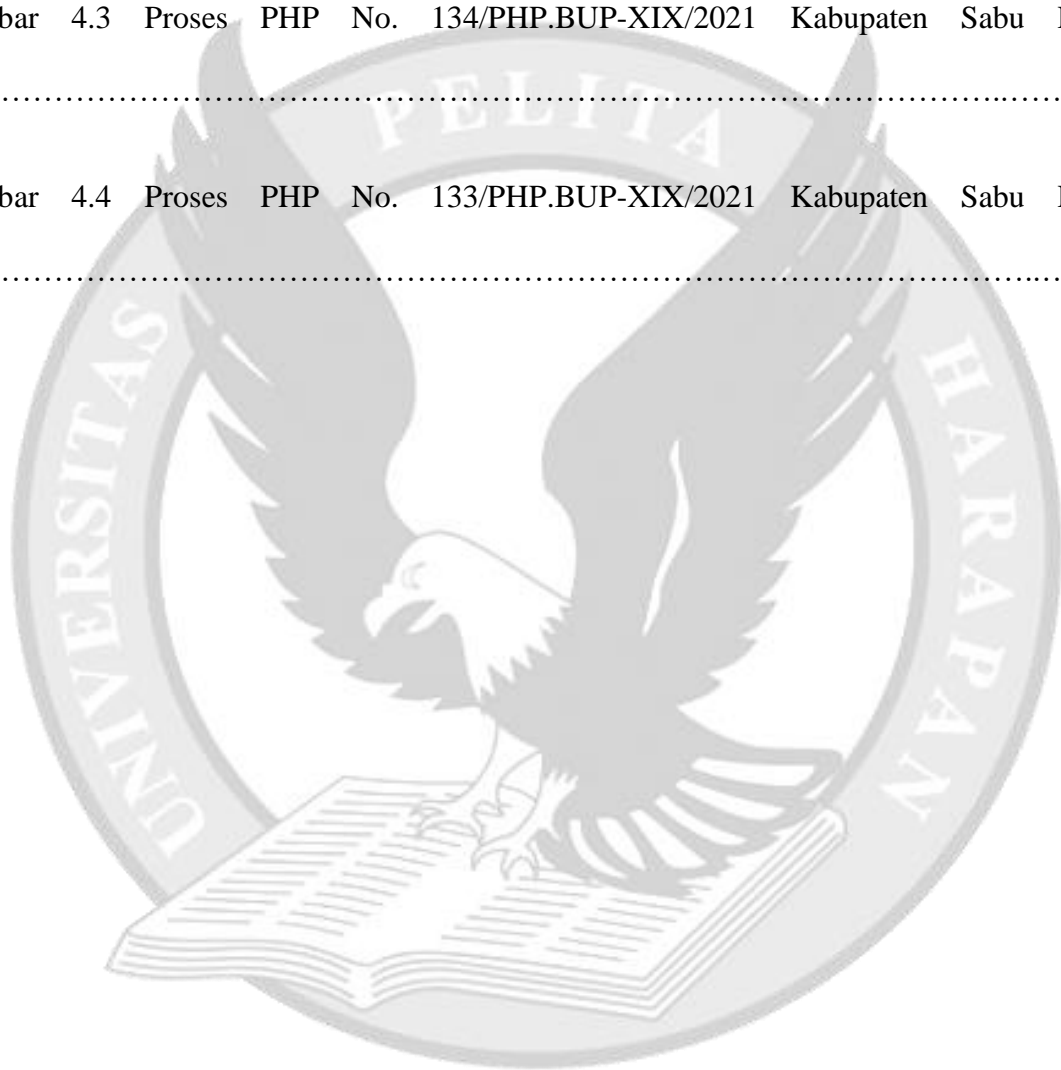 bar 4.3 Proses PHP No. 134/PHP.BUP-XIX/2021 Kabupaten Sabu
……………………………………………………………………………………..……
bar 4.4 Proses PHP No. 133/PHP.BUP-XIX/2021 Kabupaten Sabu
………………………………………………………………………………………..…
UNIVERSITAS PELITA HARAPAN